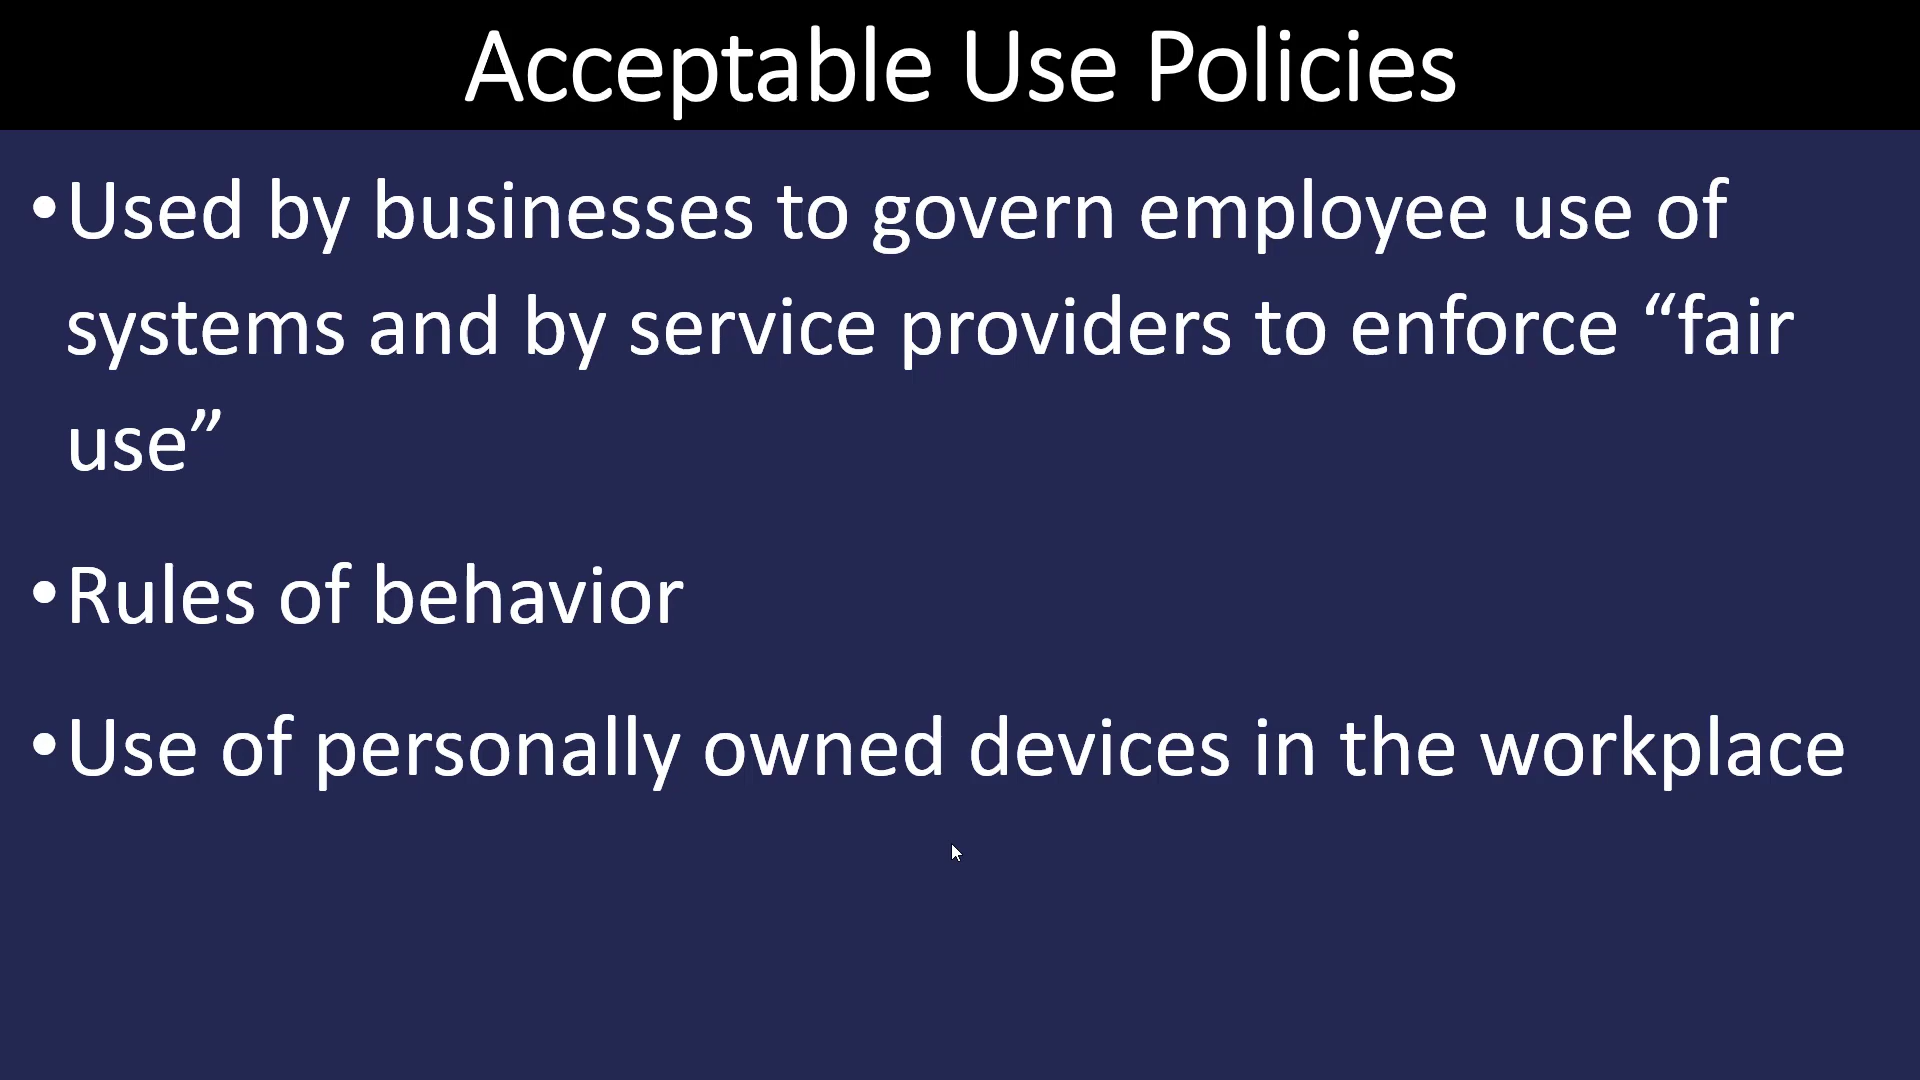 Acceptable Use Policies
•Used by businesses to govern employee use of
systems and by service providers to enforce “fair
use”
•Rules of behavior
•Use of personally owned devices in the workplace